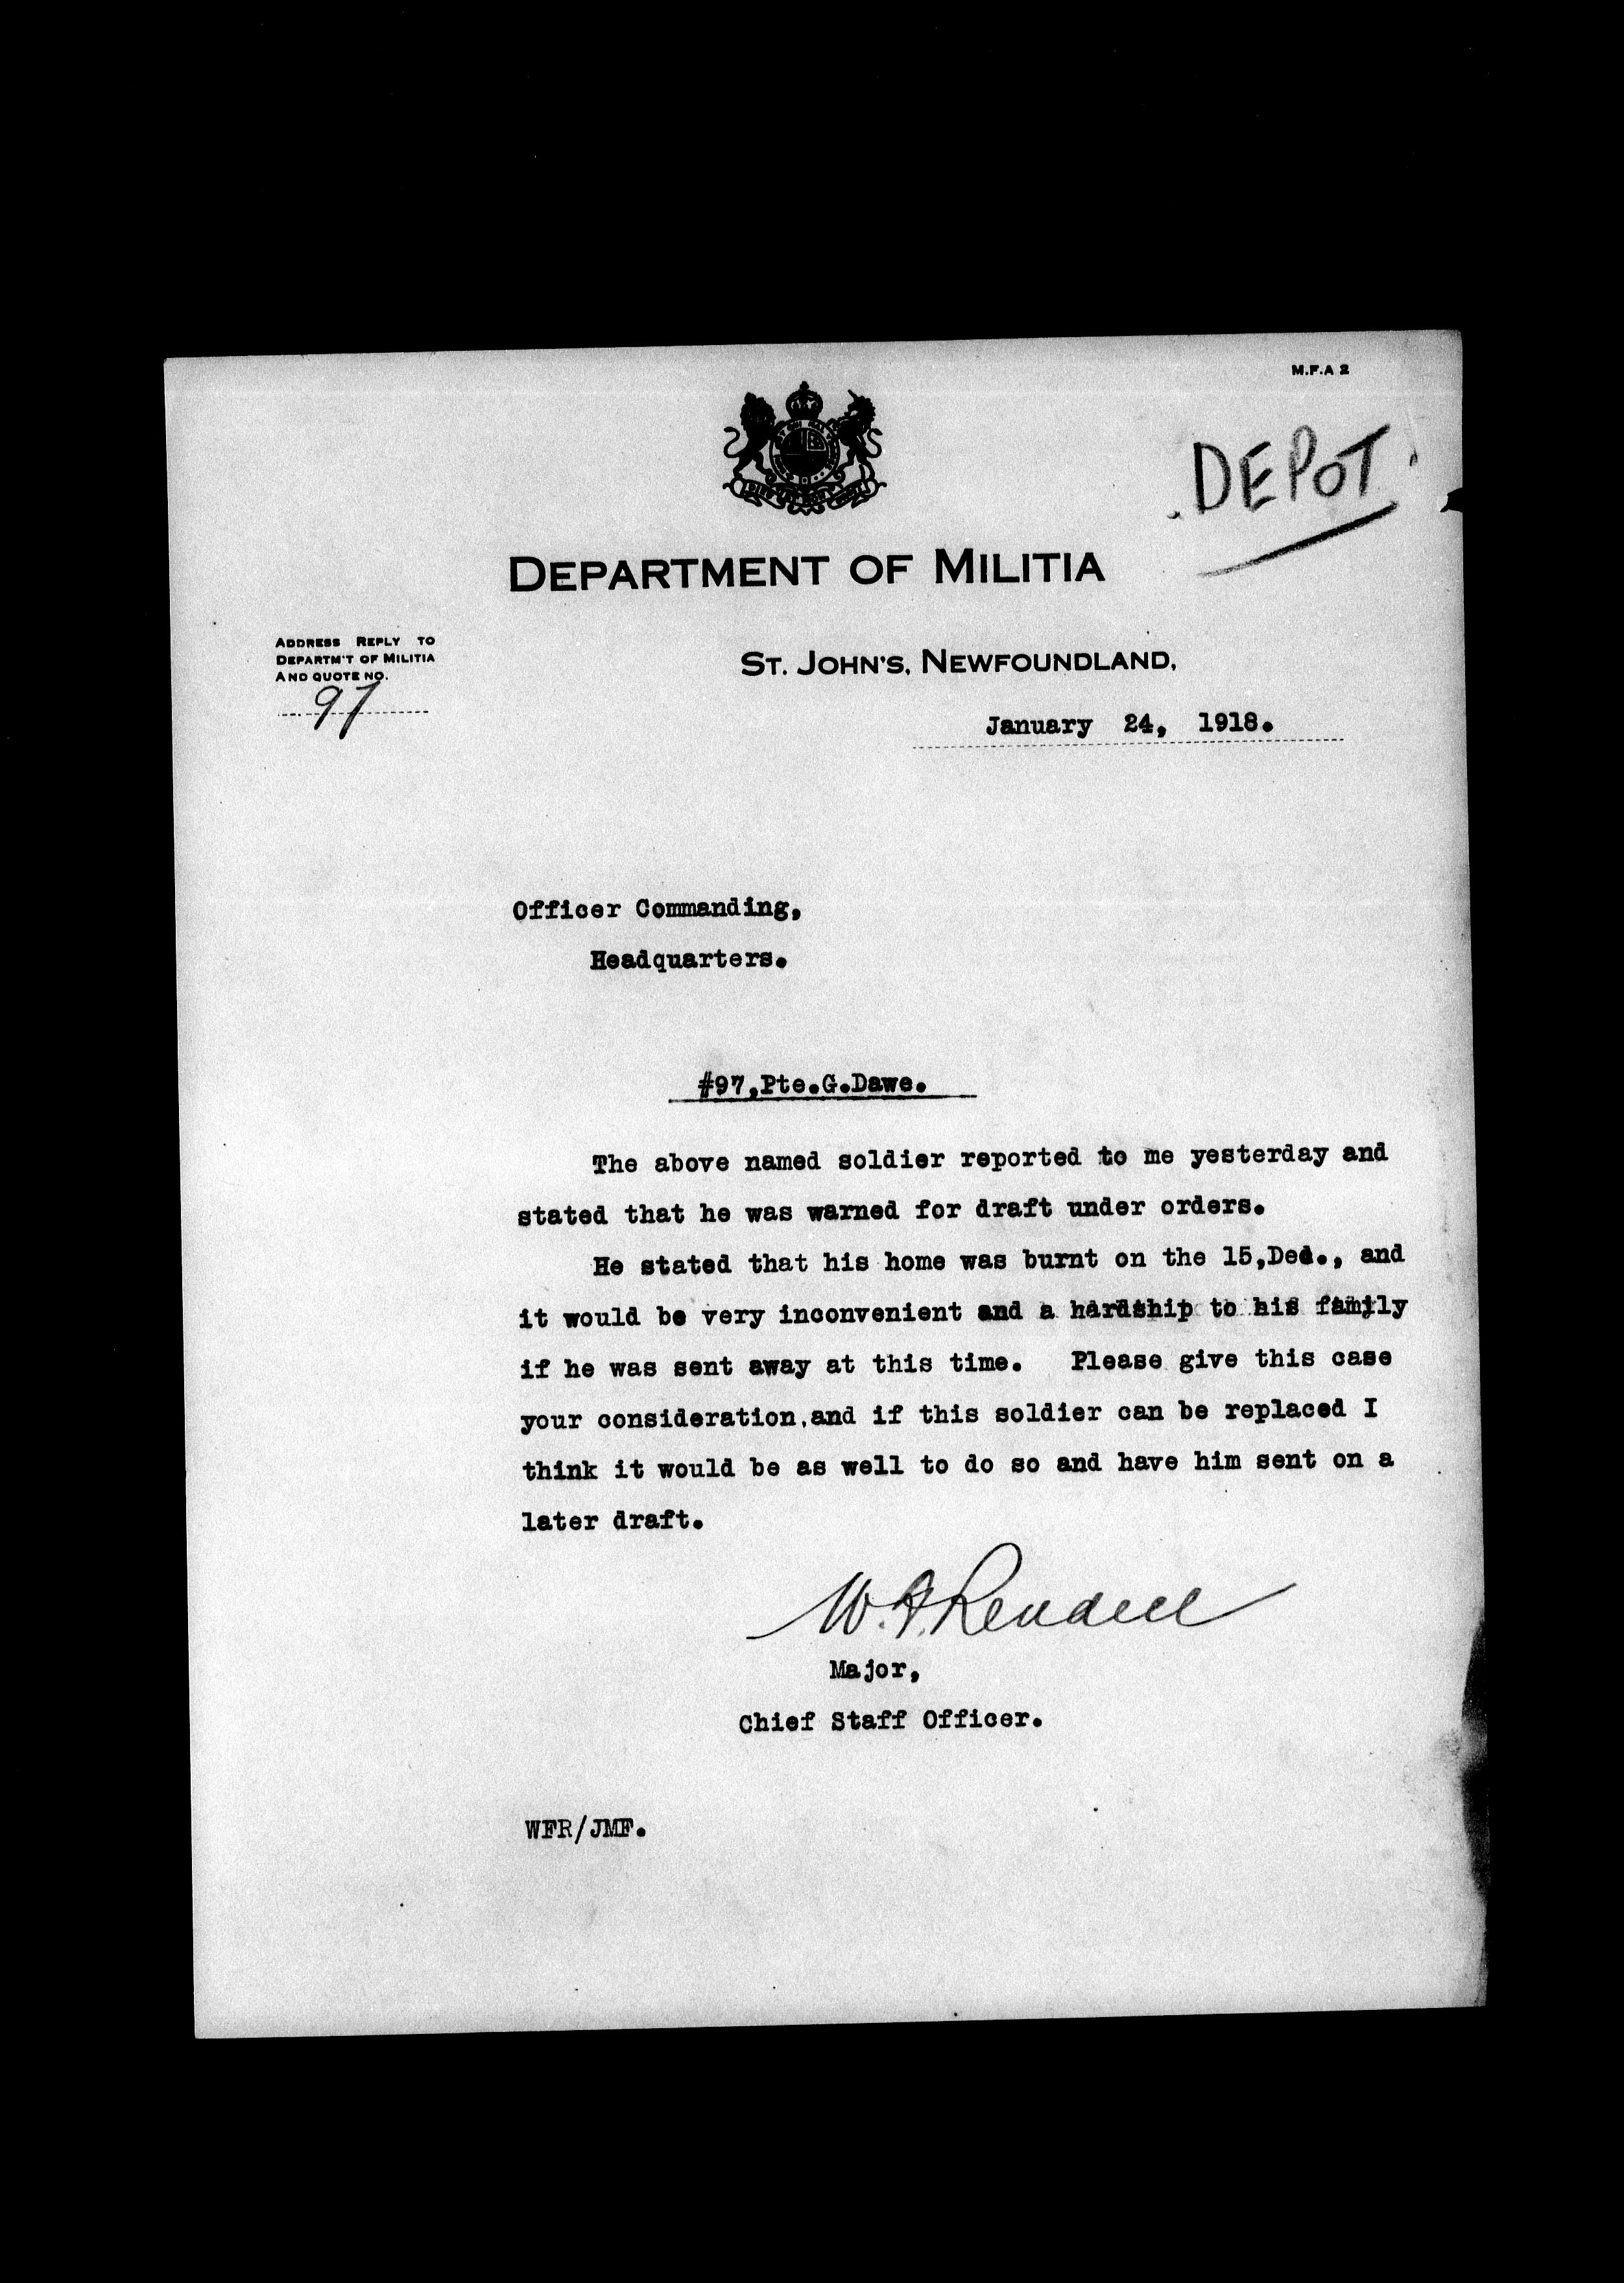 M.F.A 2
DEPOT
DEPARTMENT OF MILITIA
ADDRESS REPLY TO
DEPARTM'T OF MILITIA
AND QUOTE NO.
97
ST. JOHN'S, NEWFOUNDLAND,
January 24, 1918.
Officer Commanding,
Headquarters.
#97,Pte.G.Dawe.
The above named soldier reported to me yesterday and
stated that he was warned for draft under orders.
He stated that his home was burnt on the 15,Dec., and
it would be very inconvenient and a hardship to his family
if he was sent away at this time. Please give this case
your consideration,and if this soldier can be replaced I
think it would be as well to do so and have him sent on a
later draft.
W.F.Rendell
Major,
Chief Staff Officer.
WFR/JMF.